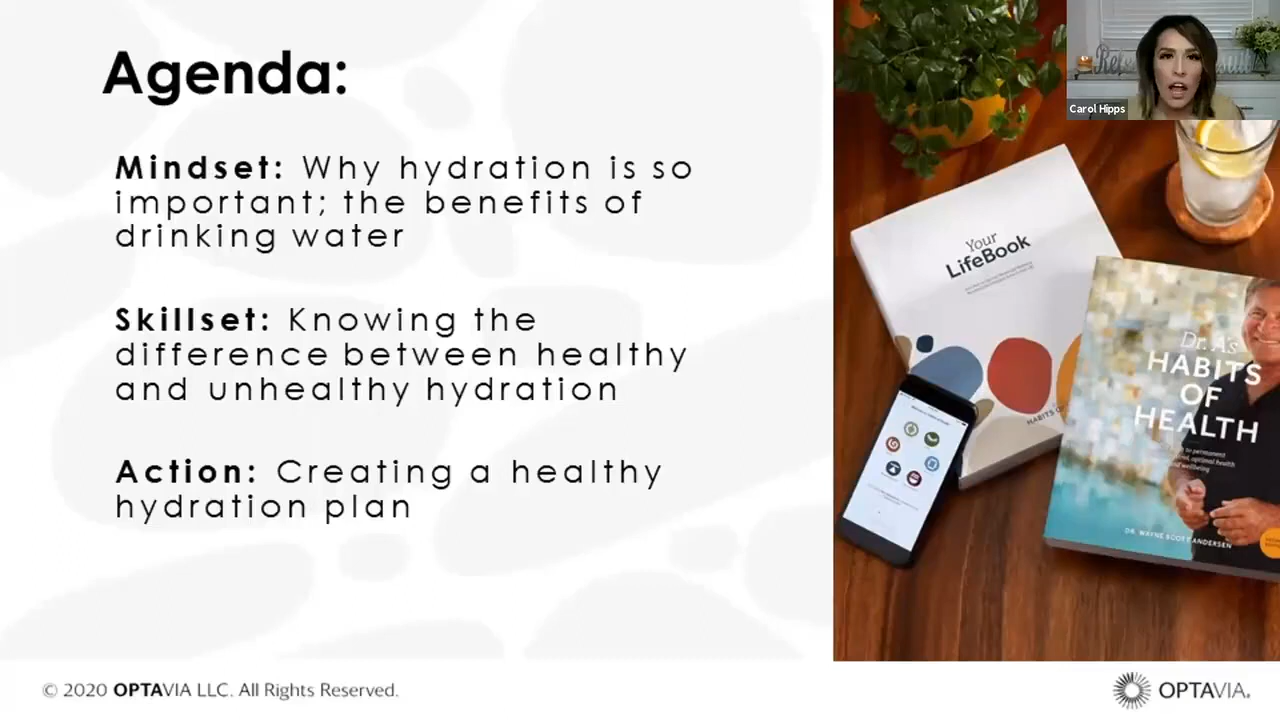 Agenda:
Carol Hipps
Mindset: Why hydration is so
important; the benefits of
drinking water
Your
LifeBook
Skillset: Knowing the
difference between healthy
and unhealthy hydration
Dr. A's
HABITS
OF
HEALTH
HABITS OF
Action: Creating a healthy
hydration plan
DR. WAYNE SCOTT ANDERSEN
© 2020 OPTAVIA LLC. All Rights Reserved.
OPTAVIA.